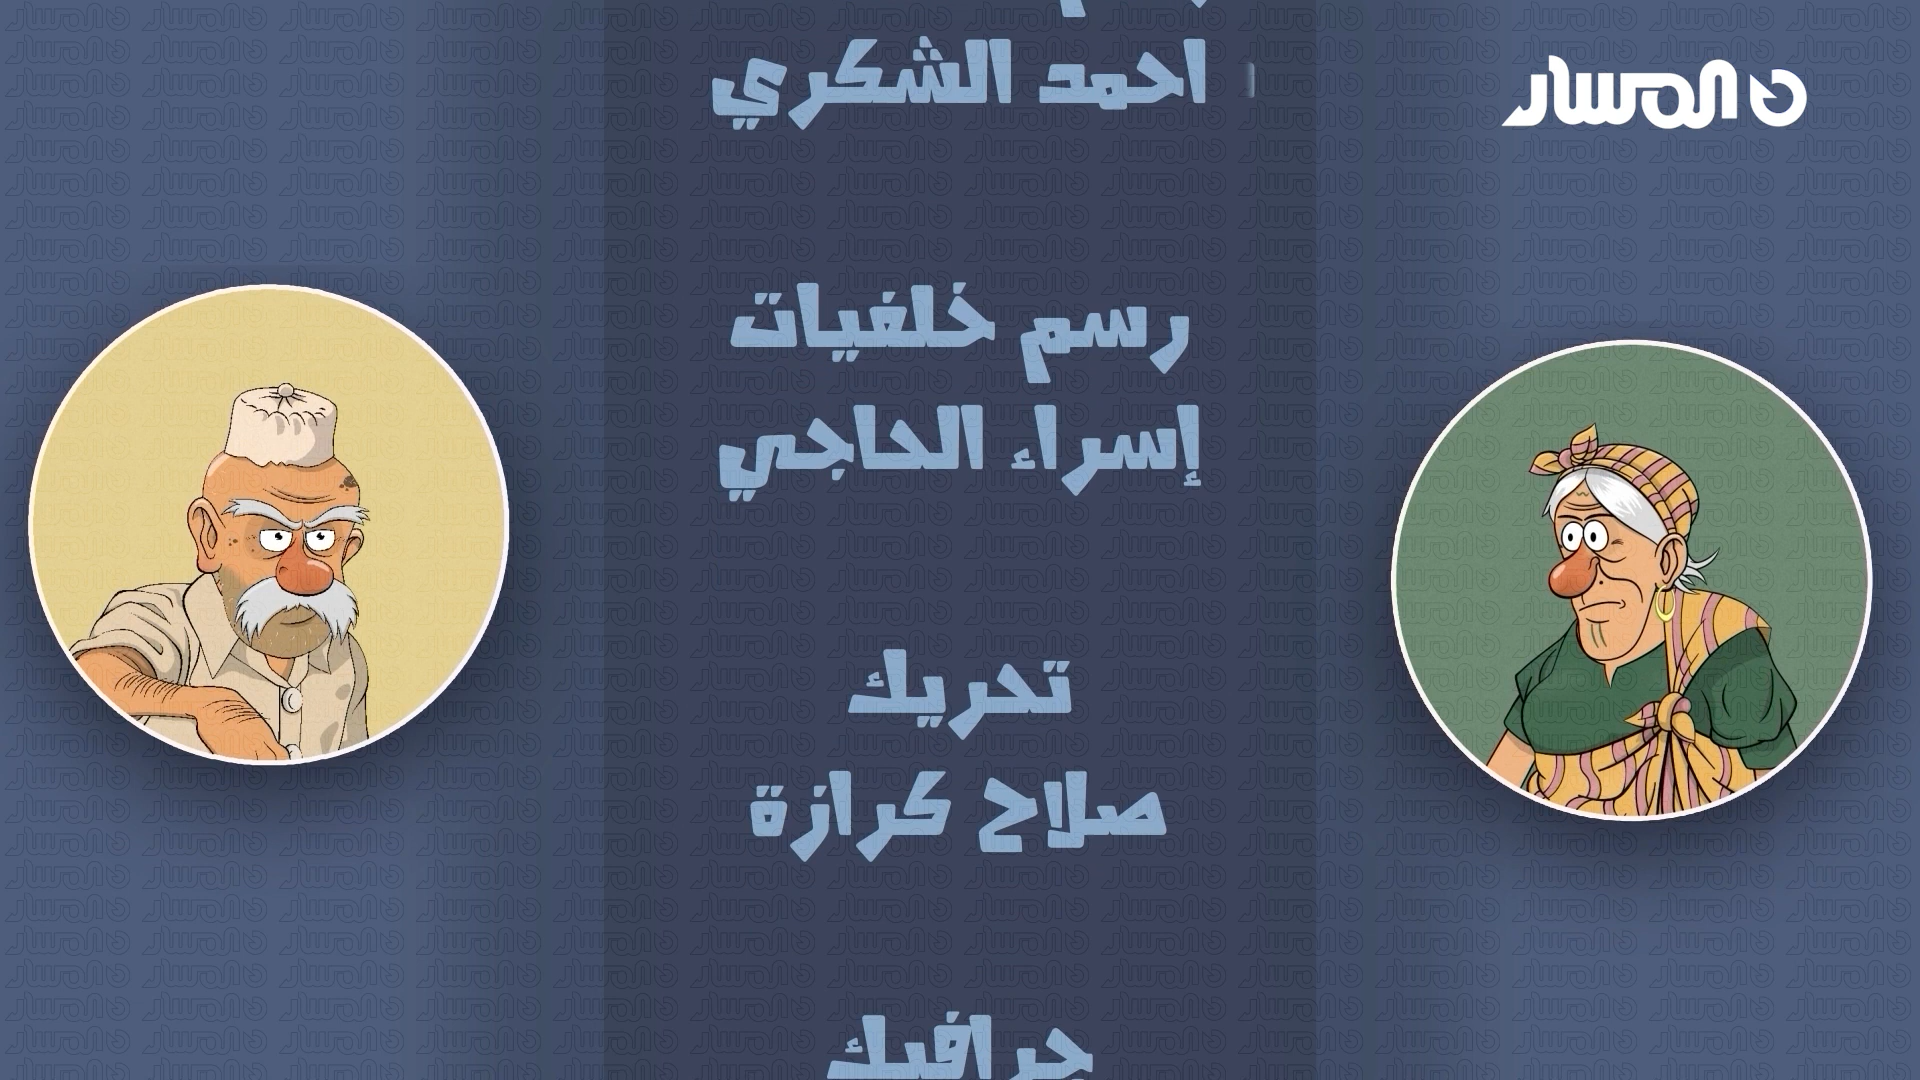 احمد الشكري
المسار
رسم خلفيات
إسراء الحاجي
تحريك
صلاح كرازة
جرافيك